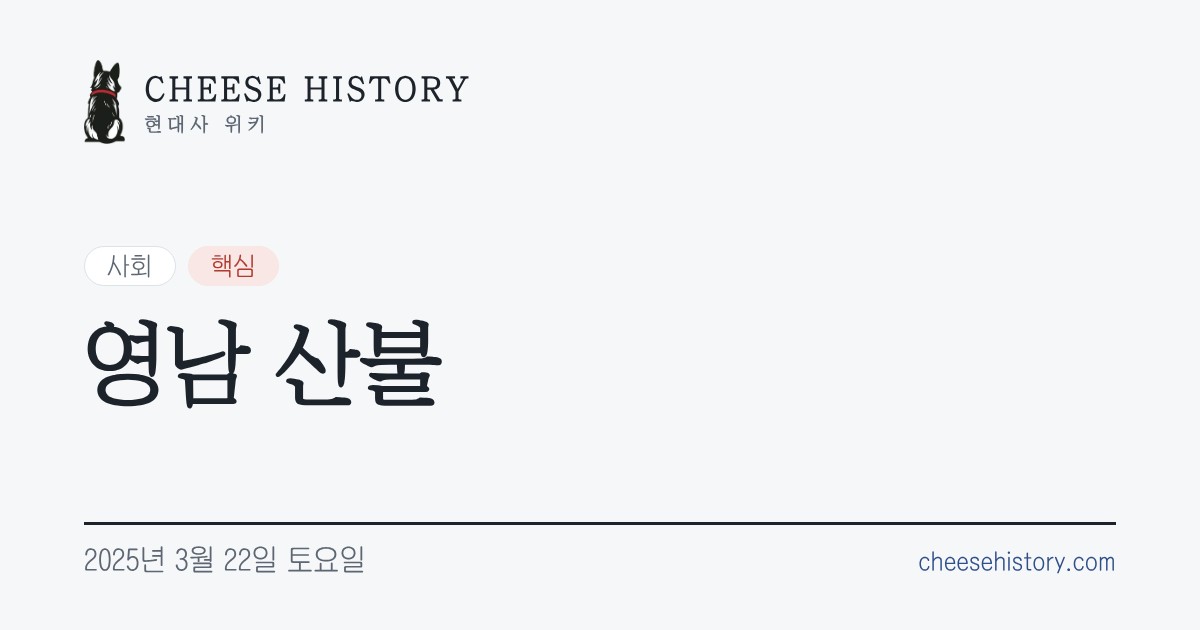 CHEESE HISTORY
현대사 위키
사회 핵심
영남 산불
2025년 3월 22일 토요일
cheesehistory.com